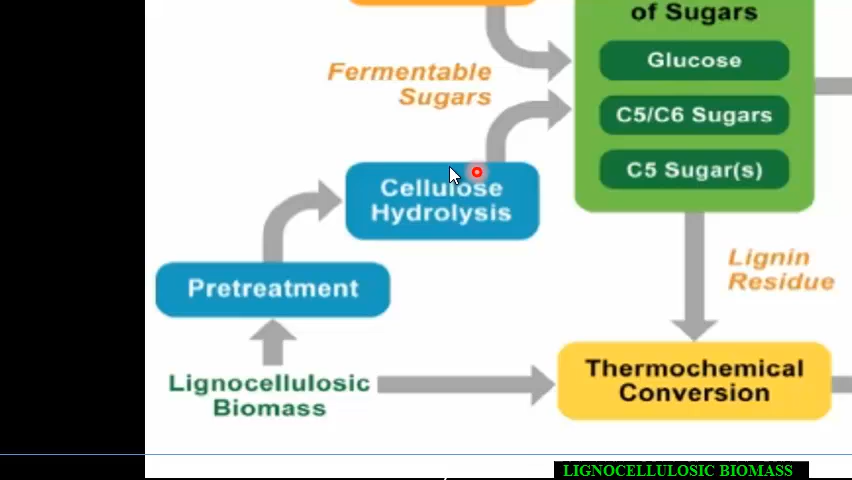 of Sugars
Glucose
Fermentable
Sugars
C5/C6 Sugars
C5 Sugar(s)
Cellulose
Hydrolysis
Lignin
Residue
Pretreatment
Thermochemical
Conversion
Lignocellulosic
Biomass
LIGNOCELLULOSIC BIOMASS